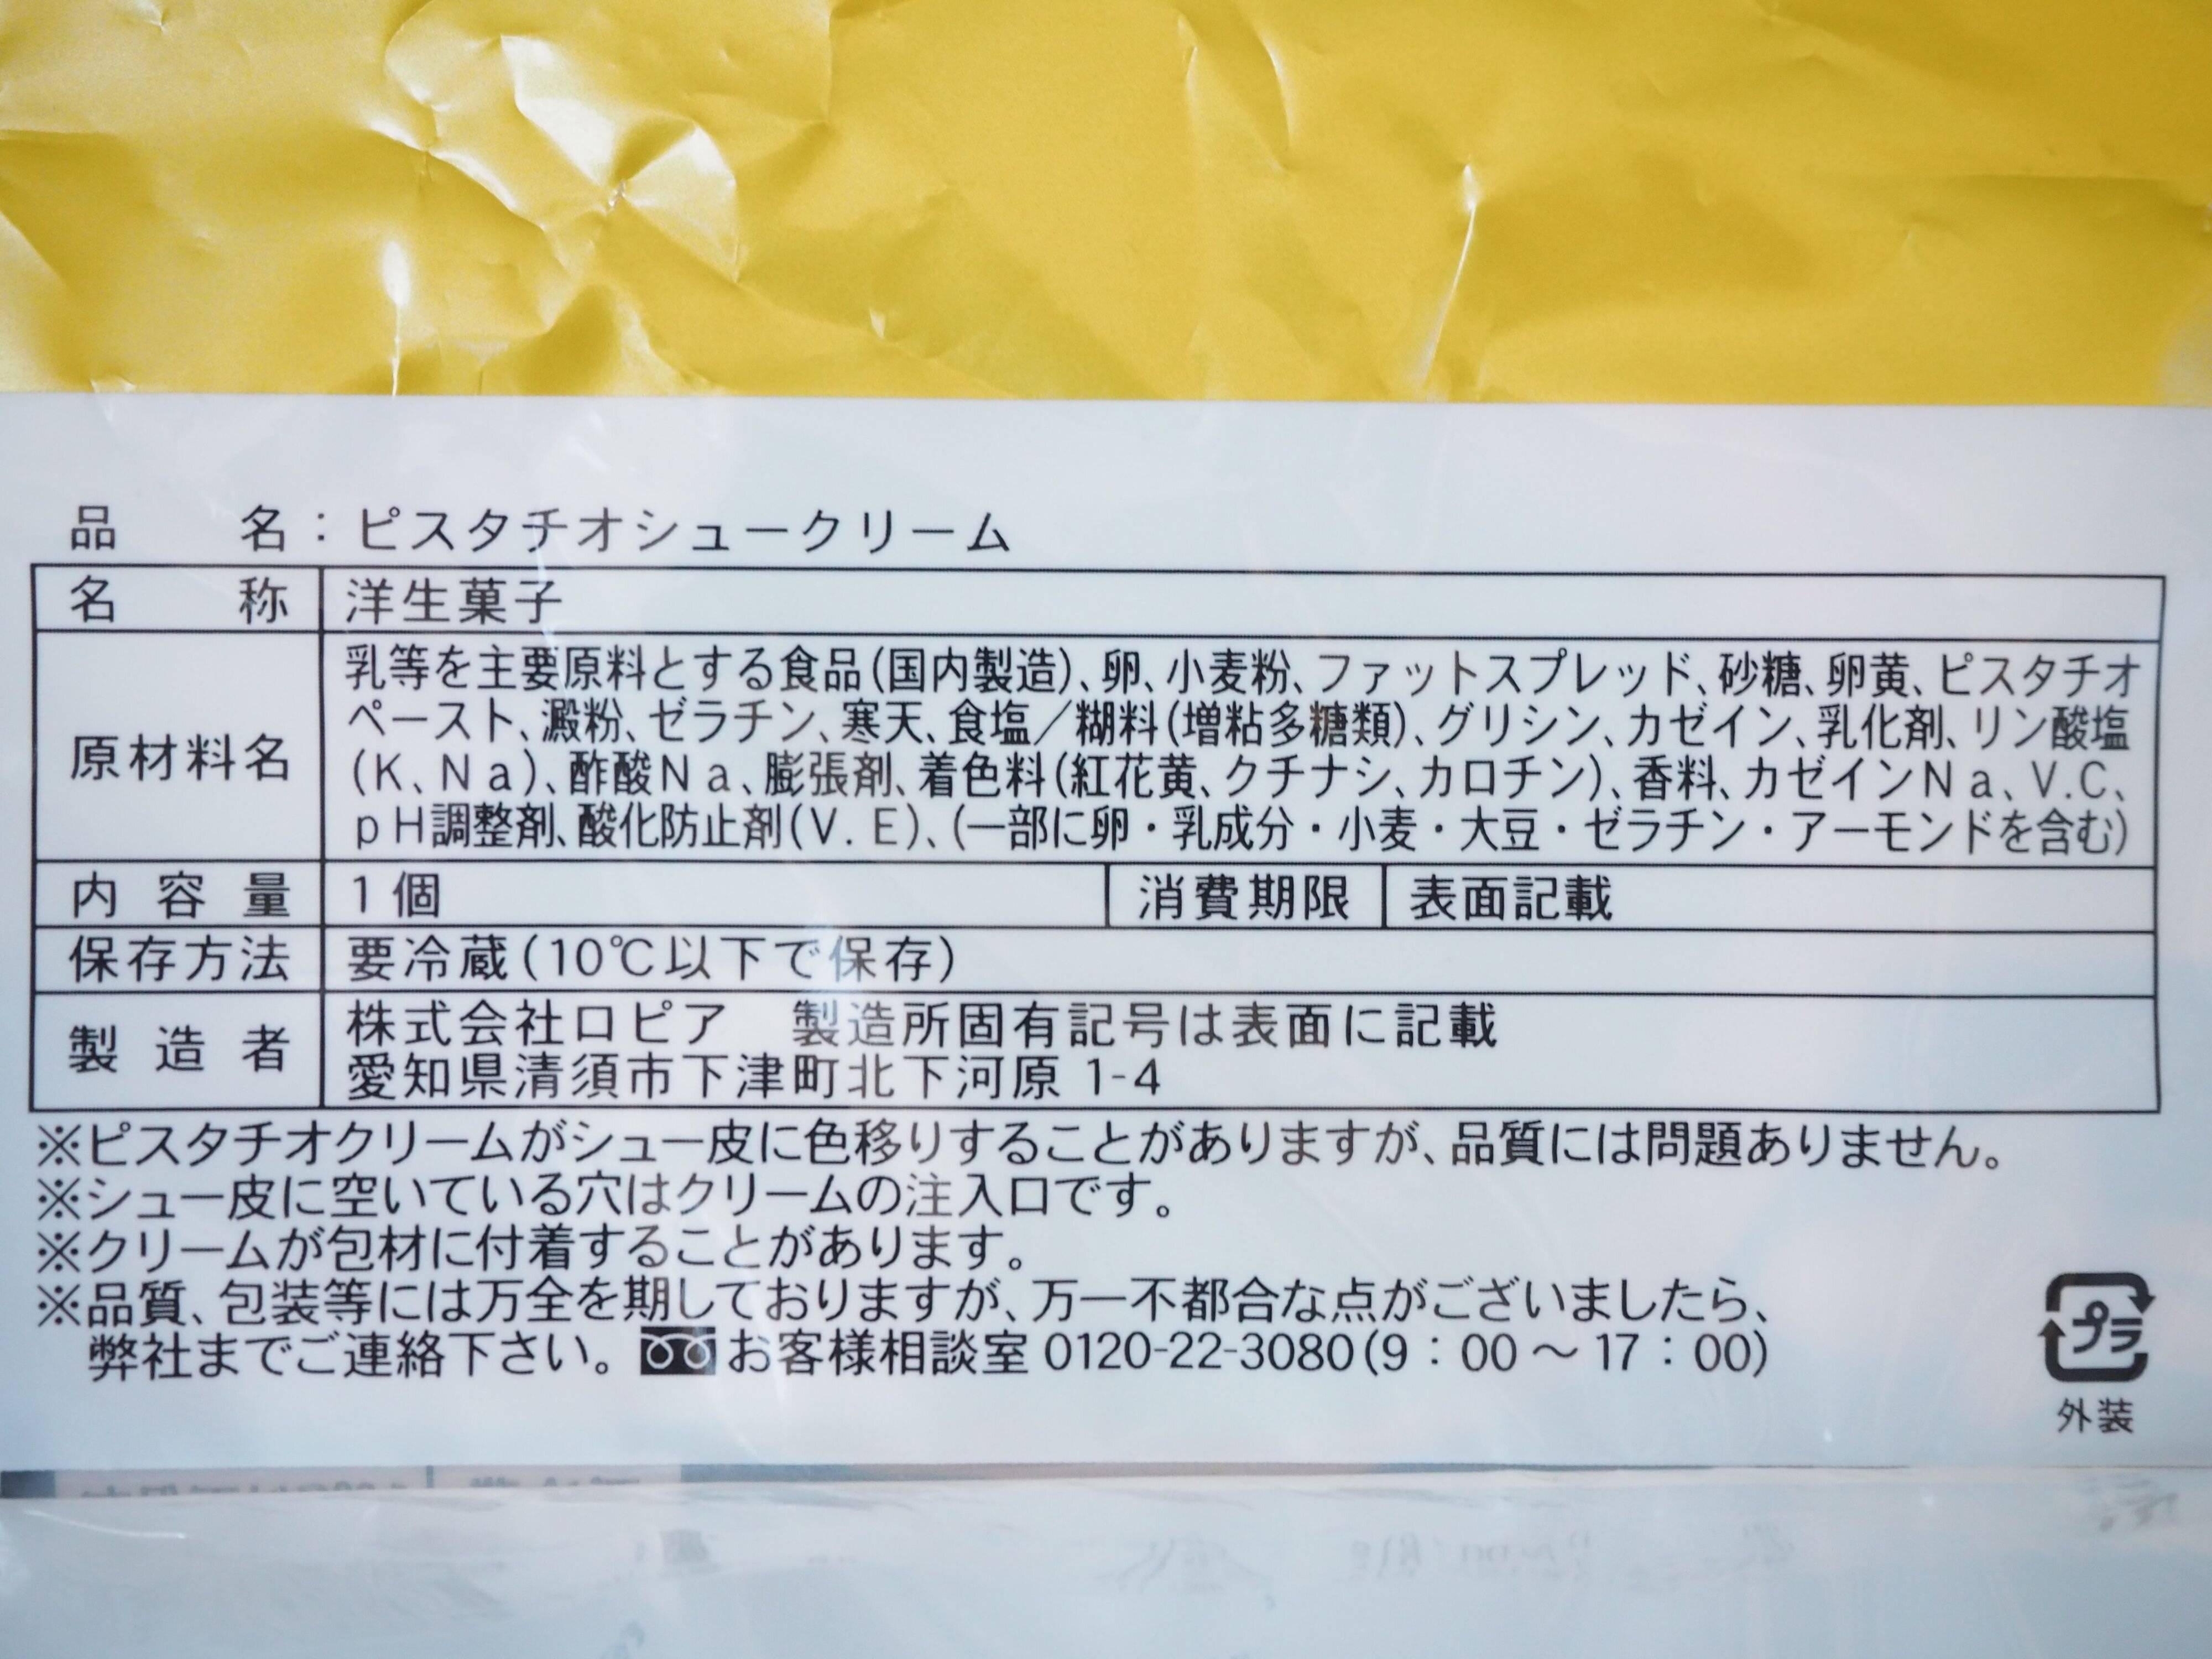 品名：ピスタチオシュークリーム
名称 洋生菓子
原材料名 乳等を主要原料とする食品(国内製造)、卵、小麦粉、ファットスプレッド、砂糖、卵黄、ピスタチオ
ペースト、澱粉、ゼラチン、寒天、食塩／糊料(増粘多糖類)、グリシン、カゼイン、乳化剤、リン酸塩
(K、Na)、酢酸Na、膨張剤、着色料(紅花黄、クチナシ、カロチン)、香料、カゼインNa、V.C、
pH調整剤、酸化防止剤(V.E)、(一部に卵・乳成分・小麦・大豆・ゼラチン・アーモンドを含む)
内容量 1個 消費期限 表面記載
保存方法 要冷蔵(10℃以下で保存)
製造者 株式会社ロピア　製造所固有記号は表面に記載
愛知県清須市下津町北下河原 1-4
※ピスタチオクリームがシュー皮に色移りすることがありますが、品質には問題ありません。
※シュー皮に空いている穴はクリームの注入口です。
※クリームが包材に付着することがあります。
※品質、包装等には万全を期しておりますが、万一不都合な点がございましたら、
弊社までご連絡下さい。お客様相談室 0120-22-3080(9：00～17：00)
プラ
外装